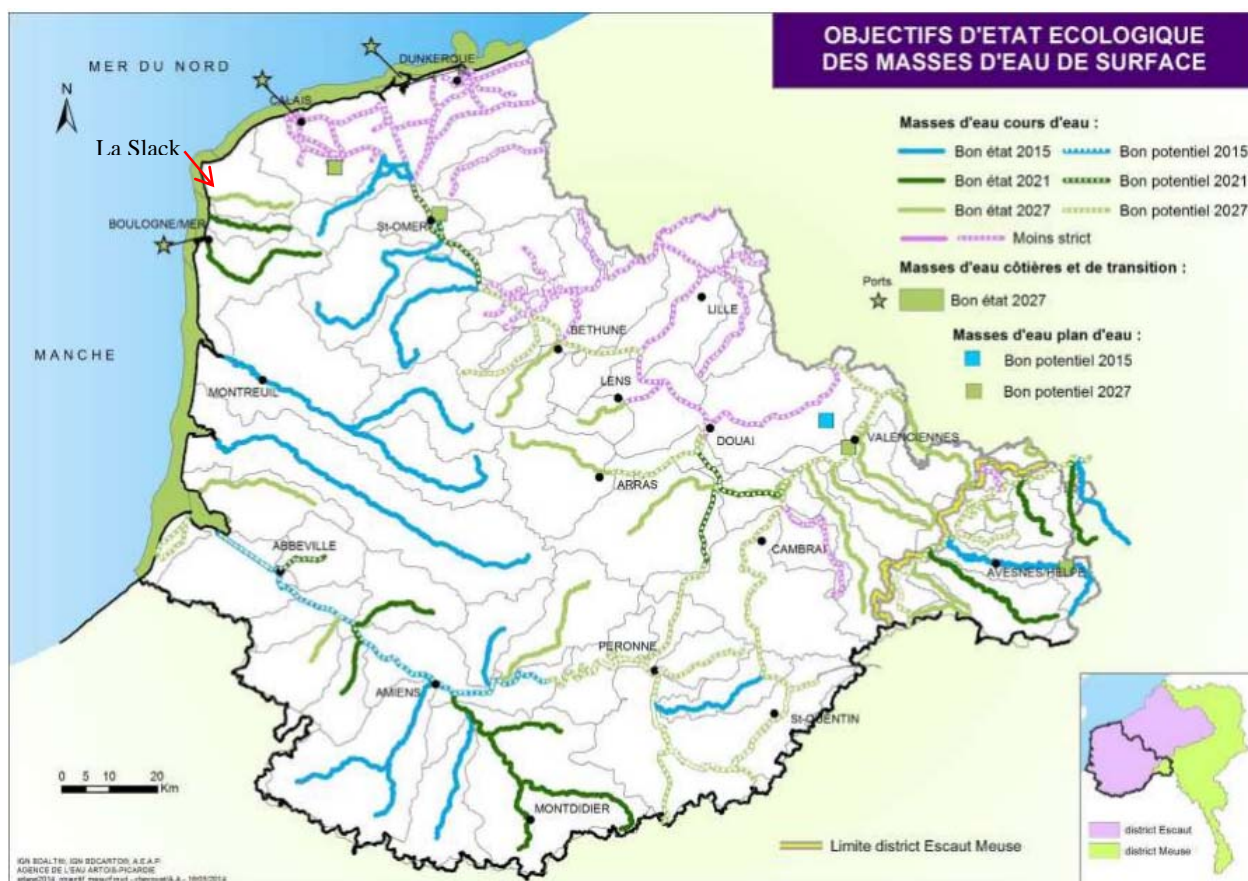 OBJECTIFS D'ETAT ECOLOGIQUE
DES MASSES D'EAU DE SURFACE
MER DU NORD
N
DUNKERQUE
CALAIS
La Slack
BOULOGNE/MER
St-OMER
MANCHE
Masses d'eau cours d'eau :
Bon état 2015
Bon potentiel 2015
Bon état 2021
Bon potentiel 2021
Bon état 2027
Bon potentiel 2027
Moins strict
Masses d'eau côtières et de transition :
Ports
Bon état 2027
Masses d'eau plan d'eau :
Bon potentiel 2015
Bon potentiel 2027
LILLE
BETHUNE
MONTREUIL
LENS
DOUAI
VALENCIENNES
ARRAS
CAMBRAI
ABBEVILLE
AVESNES/HELPE
PERONNE
AMIENS
St-QUENTIN
MONTDIDIER
0 5 10 20
Km
Limite district Escaut Meuse
district Escaut
district Meuse
AGENCE DE L'EAU ARTOIS-PICARDIE